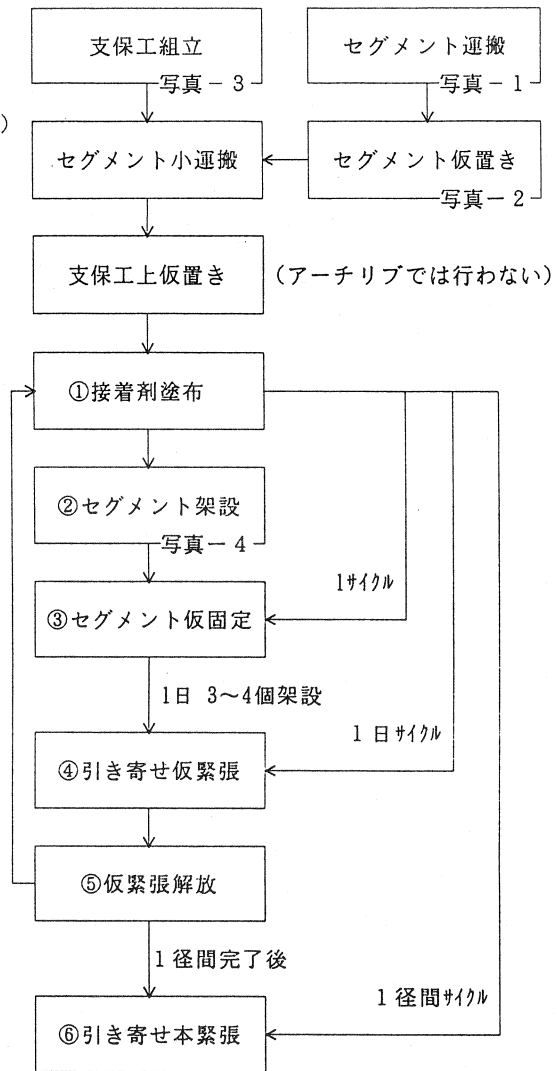 支保工組立
セグメント運搬
写真－3
写真－1
)
セグメント小運搬
セグメント仮置き
写真－2
支保工上仮置き
(アーチリブでは行わない)
①接着剤塗布
②セグメント架設
写真－4
1ｻｲｸﾙ
③セグメント仮固定
1日 3〜4個架設
1日ｻｲｸﾙ
④引き寄せ仮緊張
⑤仮緊張解放
1径間完了後
1径間ｻｲｸﾙ
⑥引き寄せ本緊張